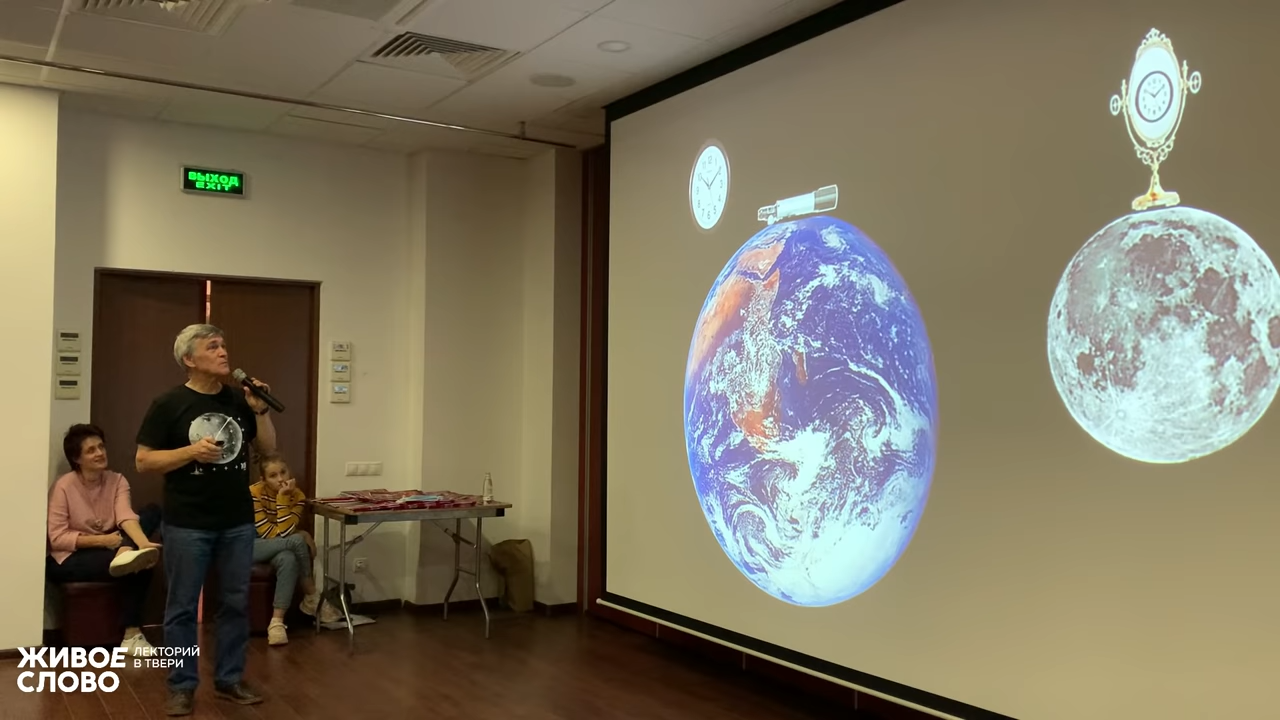 ВЫХОД
EXIT
ЖИВОЕ
СЛОВО
ЛЕКТОРИЙ
В ТВЕРИ